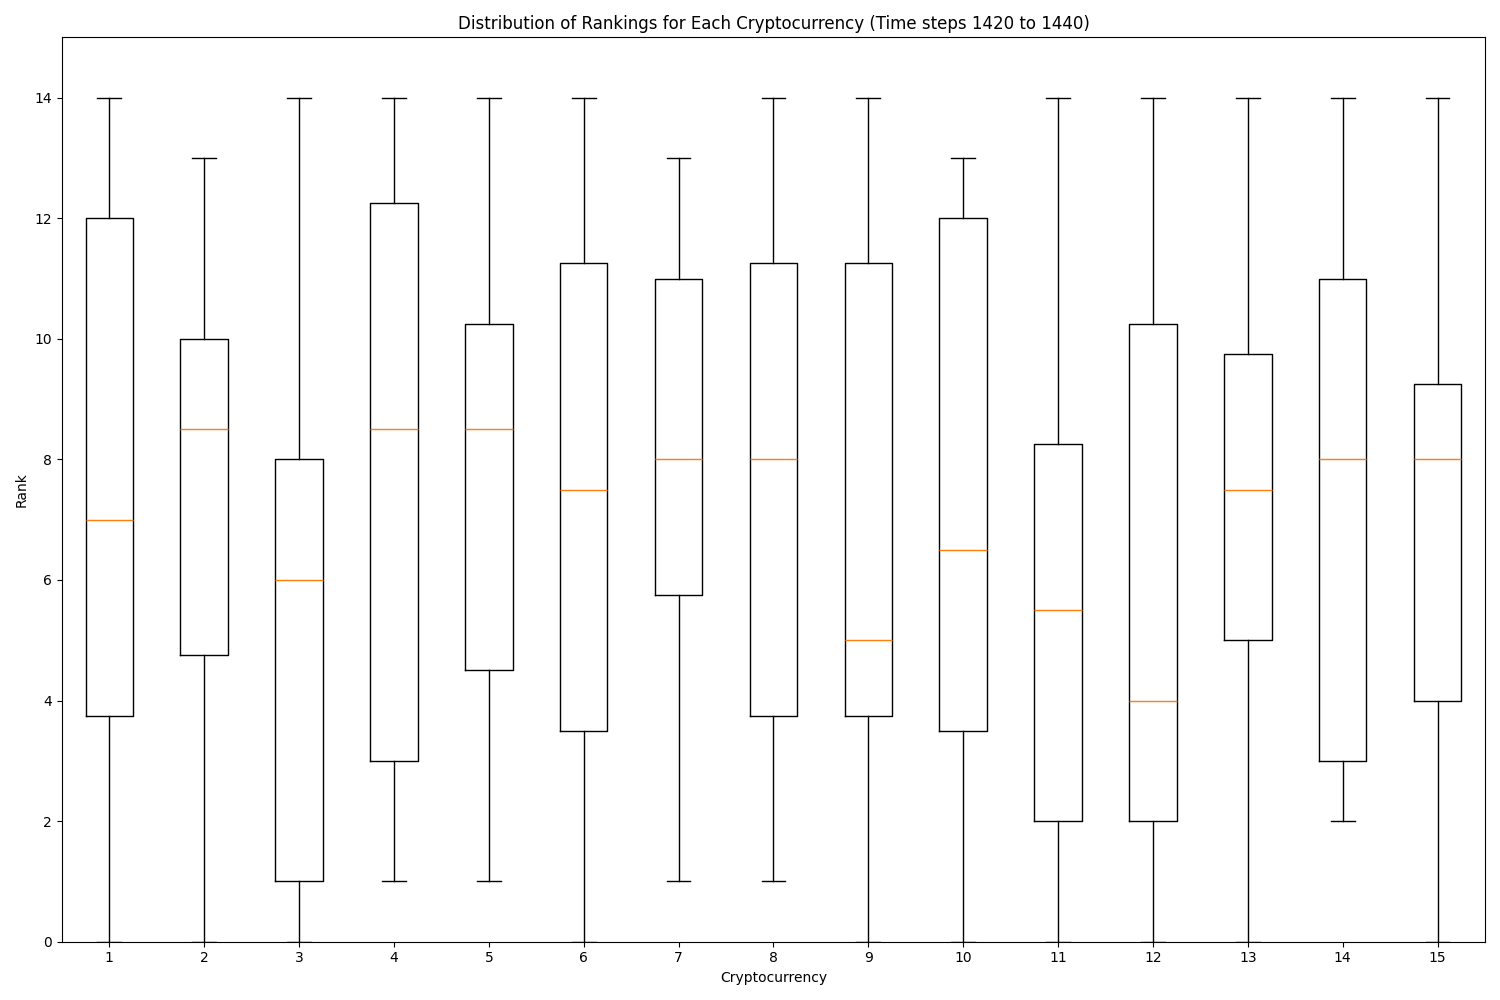 Distribution of Rankings for Each Cryptocurrency (Time steps 1420 to 1440)
14
12
10
8
6
4
2
0
Rank
1 2 3 4 5 6 7 8 9 10 11 12 13 14 15
Cryptocurrency